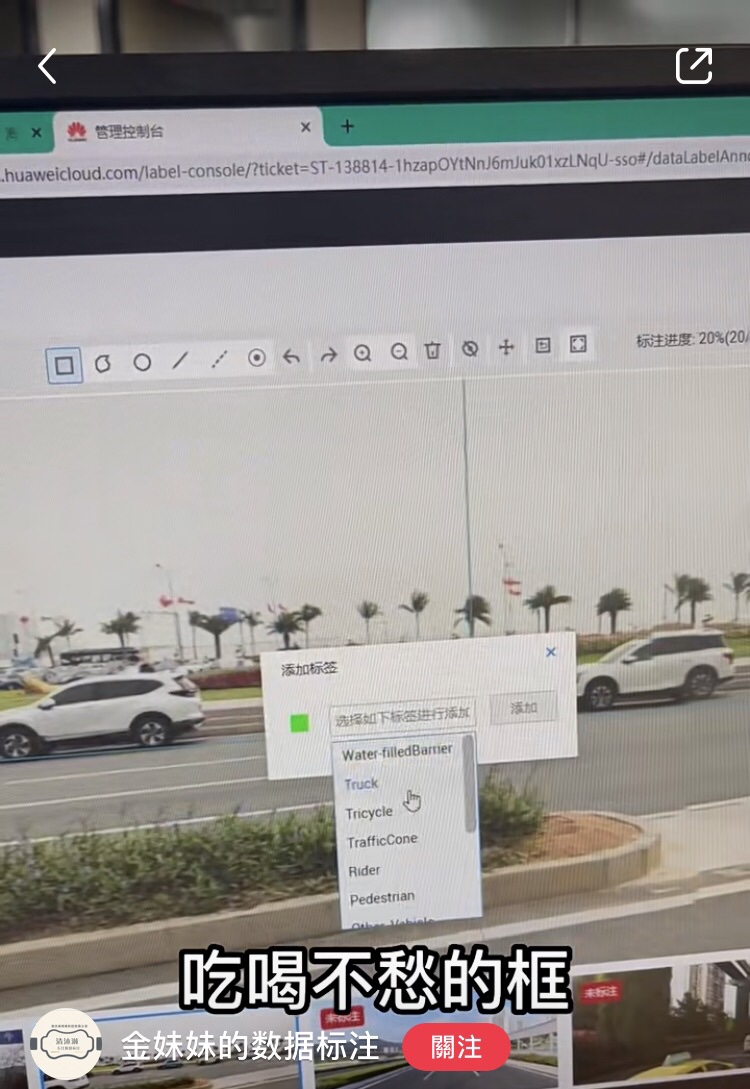 管理控制台
.huaweicloud.com/label-console/?ticket=ST-138814-1hzapOYtNnJ6mJuk01xzLNqU-sso#/dataLabelAnno
标注进度: 20%(20/
添加标签
选择如下标签进行添加
添加
Water-filledBarrier
Truck
Tricycle
TrafficCone
Rider
Pedestrian
Other-Vehicle
吃喝不愁的框
未标注
未标注
金妹妹的数据标注
關注